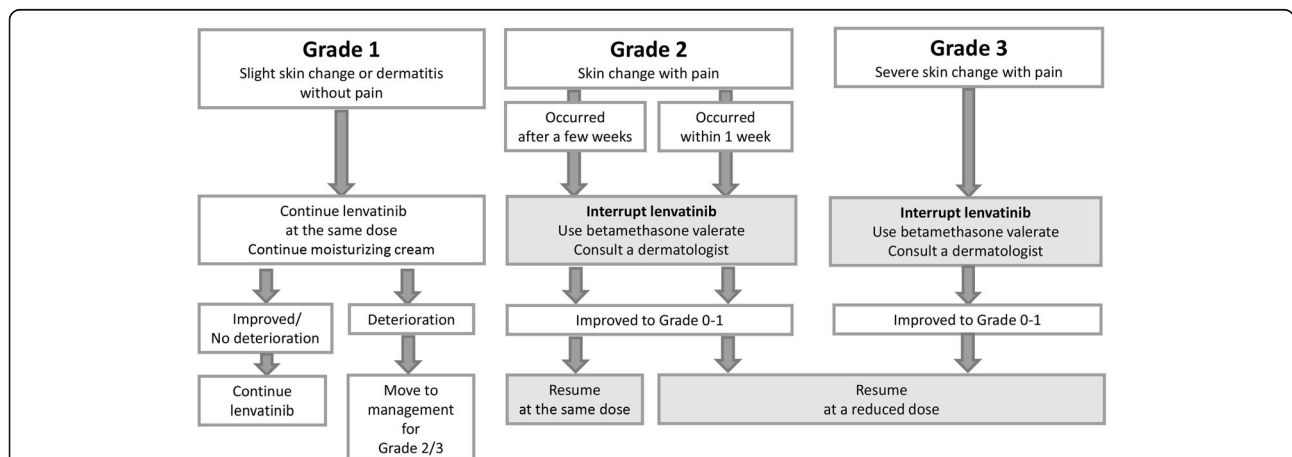 Grade 1
Slight skin change or dermatitis
without pain
Continue lenvatinib
at the same dose
Continue moisturizing cream
Improved/
No deterioration
Deterioration
Continue
lenvatinib
Move to
management
for
Grade 2/3
Grade 2
Skin change with pain
Occurred
after a few weeks
Occurred
within 1 week
Interrupt lenvatinib
Use betamethasone valerate
Consult a dermatologist
Improved to Grade 0-1
Resume
at the same dose
Grade 3
Severe skin change with pain
Interrupt lenvatinib
Use betamethasone valerate
Consult a dermatologist
Improved to Grade 0-1
Resume
at a reduced dose